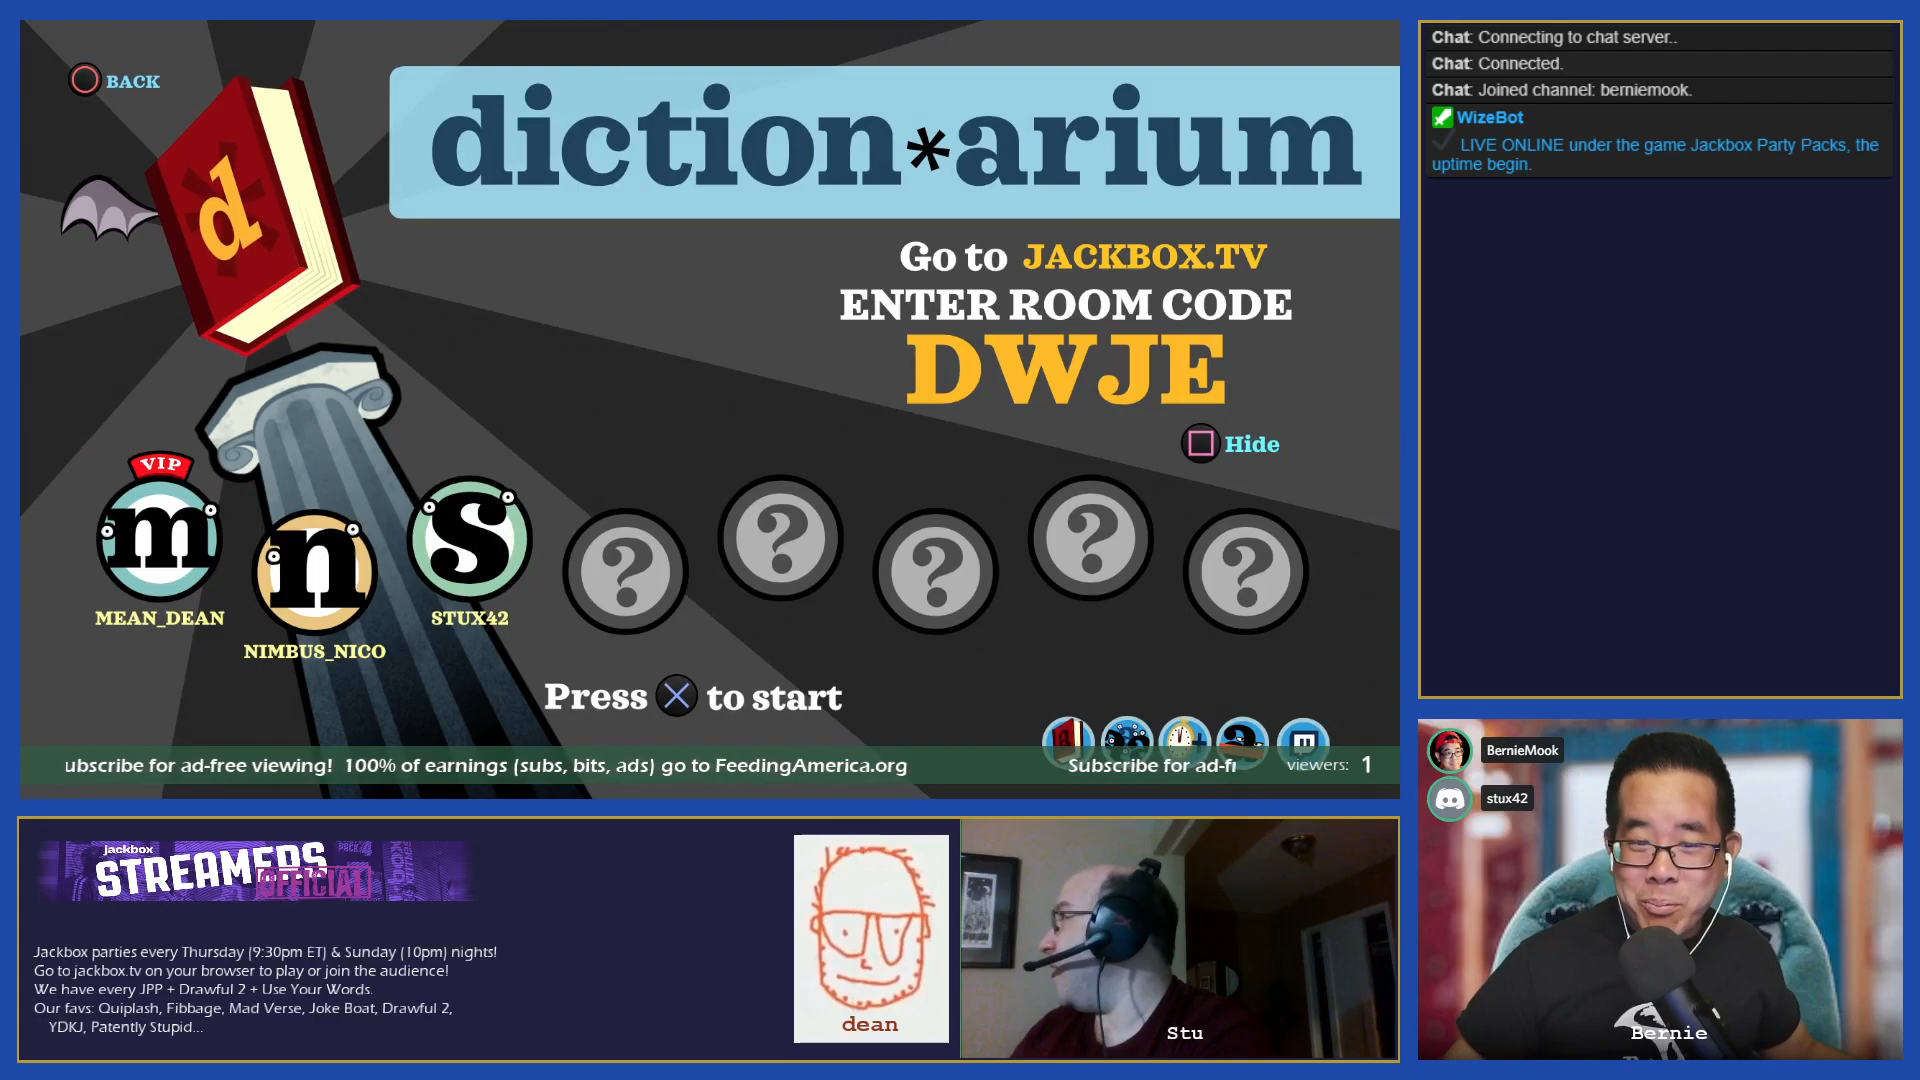 BACK
d
diction*arium
Go to JACKBOX.TV
ENTER ROOM CODE
DWJE
Hide
VIP
m
n
s
? ? ? ? ?
MEAN_DEAN
NIMBUS_NICO
STUX42
Press X to start
ubscribe for ad-free viewing! 100% of earnings (subs, bits, ads) go to FeedingAmerica.org
Subscribe for ad-fr
viewers: 1
Chat: Connecting to chat server..
Chat: Connected.
Chat: Joined channel: berniemook.
WizeBot
LIVE ONLINE under the game Jackbox Party Packs, the
uptime begin.
jackbox
STREAMERS
OFFICIAL
Jackbox parties every Thursday (9:30pm ET) & Sunday (10pm) nights!
Go to jackbox.tv on your browser to play or join the audience!
We have every JPP + Drawful 2 + Use Your Words.
Our favs: Quiplash, Fibbage, Mad Verse, Joke Boat, Drawful 2,
YDKJ, Patently Stupid...
dean
Stu
BernieMook
stux42
Bernie